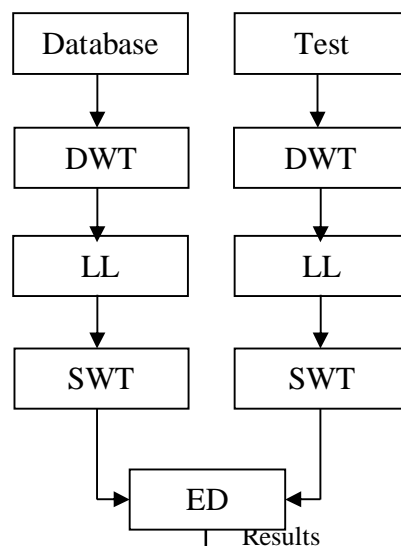 Database
Test
DWT
DWT
LL
LL
SWT
SWT
ED
Results